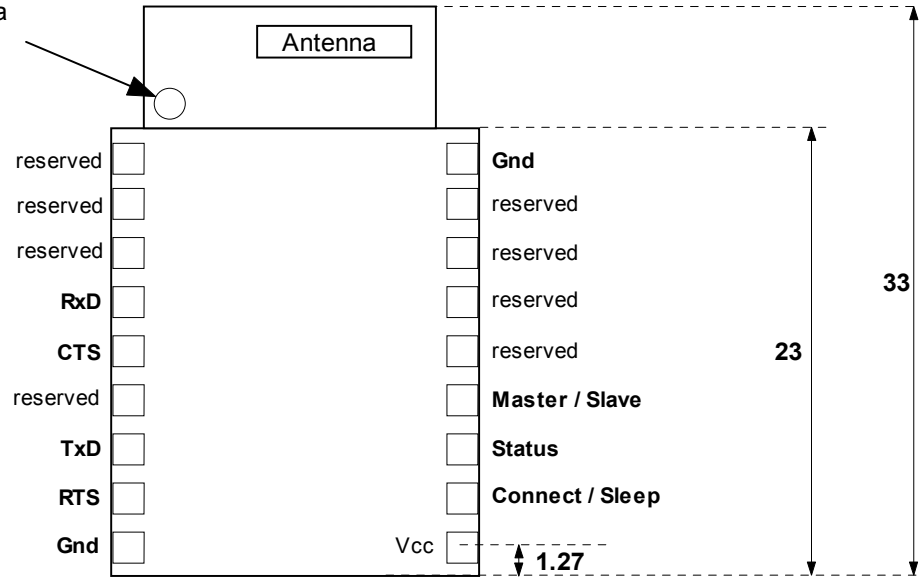 a
Antenna
reserved Gnd
reserved reserved
reserved reserved
RxD reserved
33
CTS reserved 23
reserved Master / Slave
TxD Status
RTS Connect / Sleep
Gnd Vcc
1.27